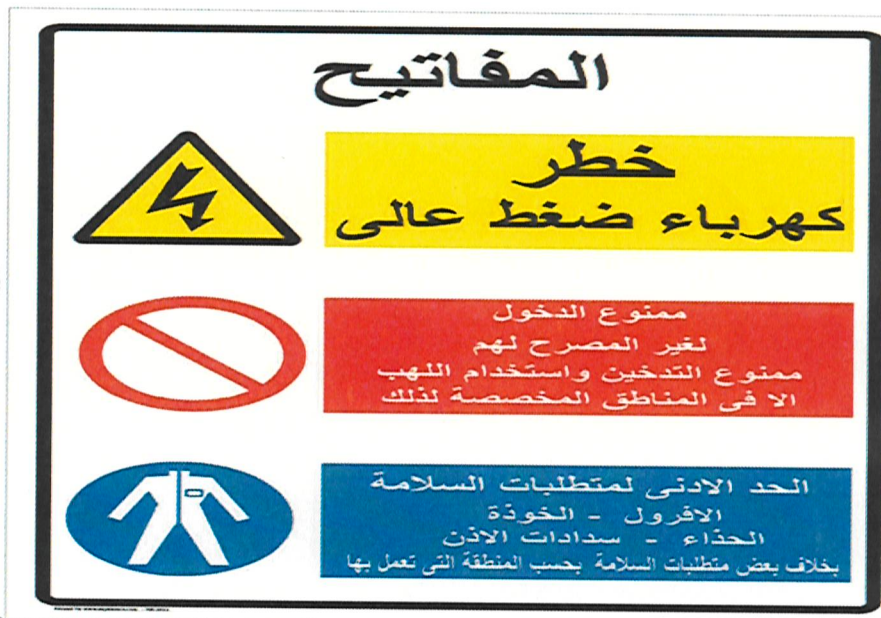 المفاتيح
خطر
كهرباء ضغط عالى
ممنوع الدخول
لغير المصرح لهم
ممنوع التدخين واستخدام اللهب
الا فى المناطق المخصصة لذلك
الحد الادنى لمتطلبات السلامة
الافرول - الخوذة
الحذاء - سدادات الاذن
بخلاف بعض متطلبات السلامة بحسب المنطقة التى تعمل بها